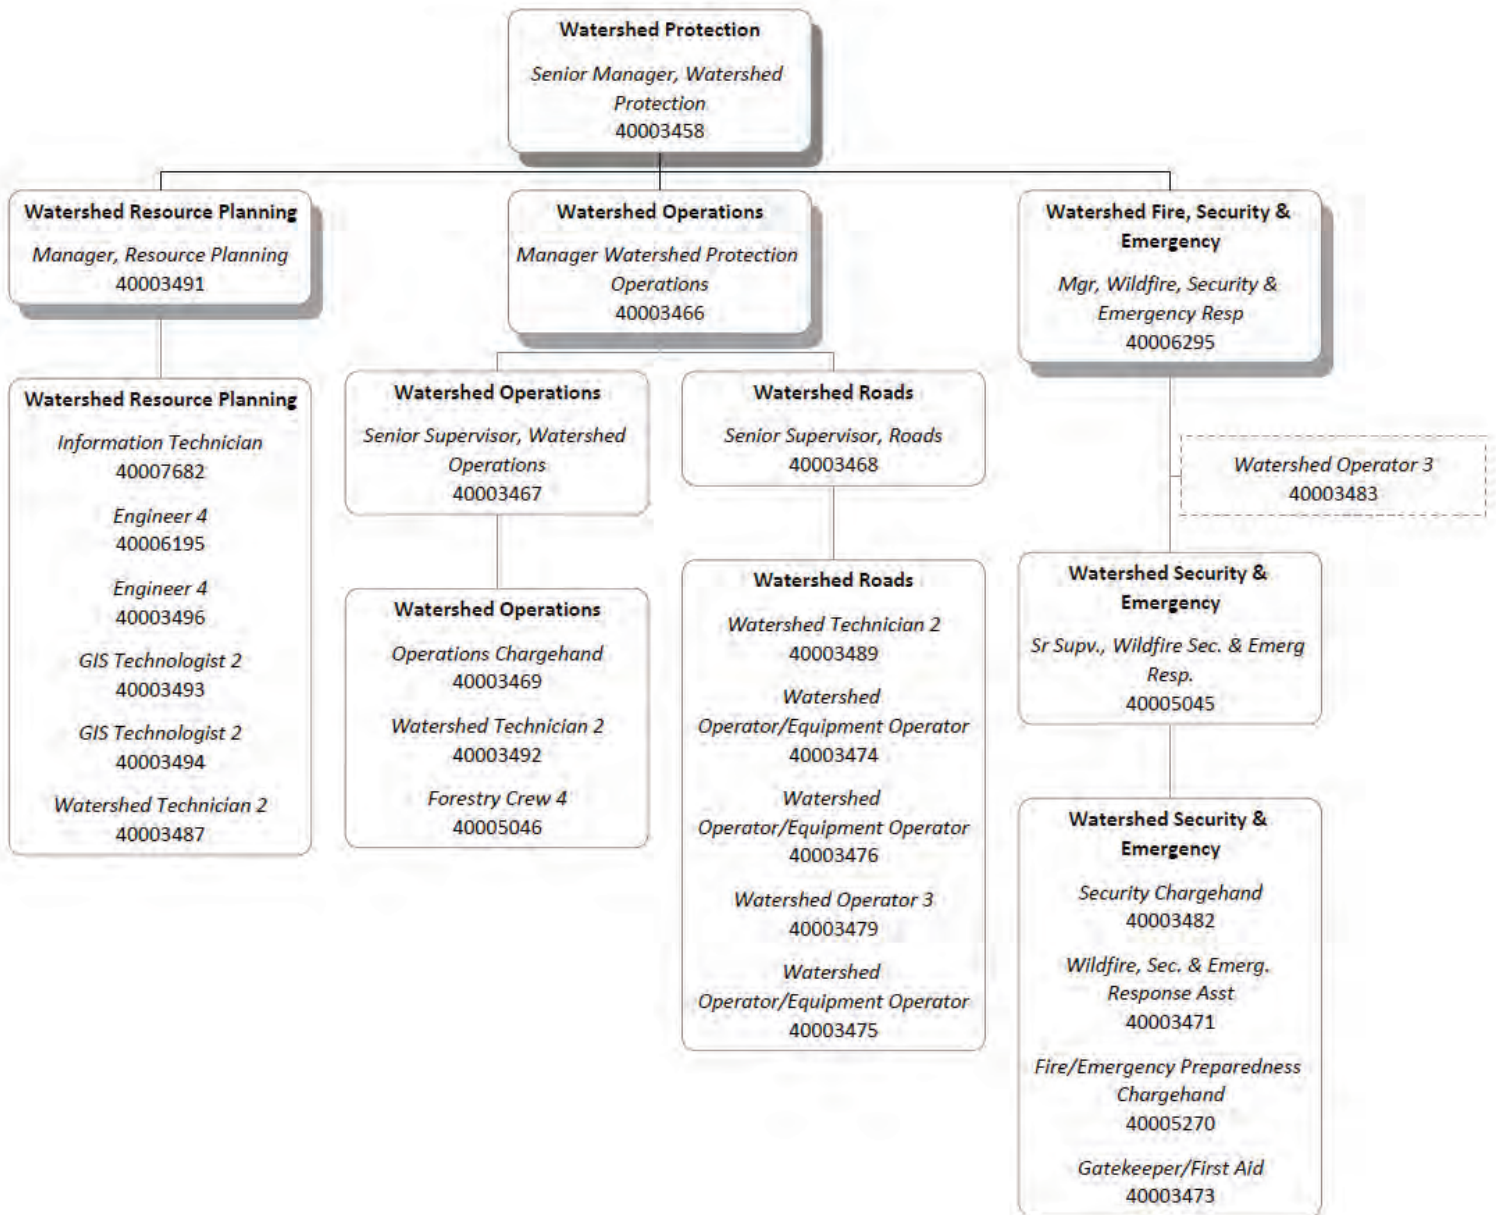 Watershed Protection
Senior Manager, Watershed
Protection
40003458
Watershed Resource Planning
Manager, Resource Planning
40003491
Watershed Operations
Manager Watershed Protection
Operations
40003466
Watershed Fire, Security &
Emergency
Mgr, Wildfire, Security &
Emergency Resp
40006295
Watershed Resource Planning
Information Technician
40007682
Engineer 4
40006195
Engineer 4
40003496
GIS Technologist 2
40003493
GIS Technologist 2
40003494
Watershed Technician 2
40003487
Watershed Operations
Senior Supervisor, Watershed
Operations
40003467
Watershed Operations
Operations Chargehand
40003469
Watershed Technician 2
40003492
Forestry Crew 4
40005046
Watershed Roads
Senior Supervisor, Roads
40003468
Watershed Roads
Watershed Technician 2
40003489
Watershed
Operator/Equipment Operator
40003474
Watershed
Operator/Equipment Operator
40003476
Watershed Operator 3
40003479
Watershed
Operator/Equipment Operator
40003475
Watershed Operator 3
40003483
Watershed Security &
Emergency
Sr Supv., Wildfire Sec. & Emerg
Resp.
40005045
Watershed Security &
Emergency
Security Chargehand
40003482
Wildfire, Sec. & Emerg.
Response Asst
40003471
Fire/Emergency Preparedness
Chargehand
40005270
Gatekeeper/First Aid
40003473